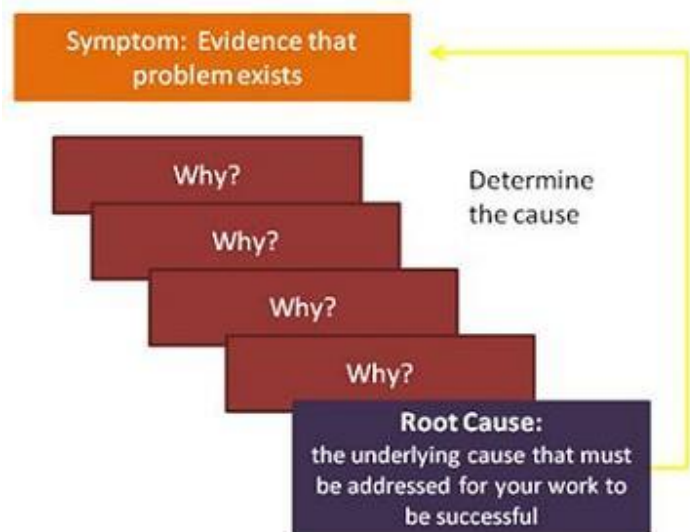 Symptom: Evidence that
problem exists
Why?
Determine
the cause
Why?
Why?
Why?
Root Cause:
the underlying cause that must
be addressed for your work to
be successful